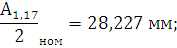 A₁,₁₇/2 ном = 28,227 мм;